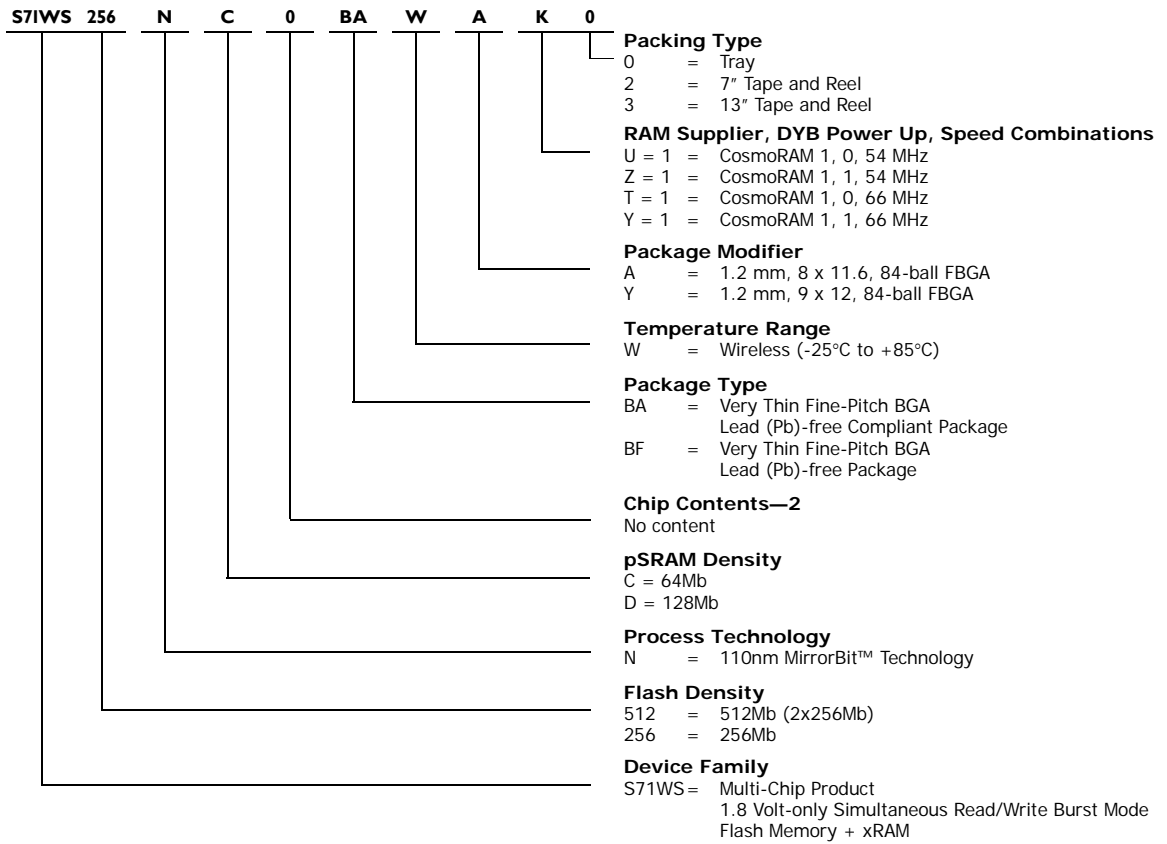 S71WS 256 N C 0 BA W A K 0
Packing Type
0 = Tray
2 = 7″ Tape and Reel
3 = 13″ Tape and Reel
RAM Supplier, DYB Power Up, Speed Combinations
U = 1 = CosmoRAM 1, 0, 54 MHz
Z = 1 = CosmoRAM 1, 1, 54 MHz
T = 1 = CosmoRAM 1, 0, 66 MHz
Y = 1 = CosmoRAM 1, 1, 66 MHz
Package Modifier
A = 1.2 mm, 8 x 11.6, 84-ball FBGA
Y = 1.2 mm, 9 x 12, 84-ball FBGA
Temperature Range
W = Wireless (-25°C to +85°C)
Package Type
BA = Very Thin Fine-Pitch BGA
Lead (Pb)-free Compliant Package
BF = Very Thin Fine-Pitch BGA
Lead (Pb)-free Package
Chip Contents—2
No content
pSRAM Density
C = 64Mb
D = 128Mb
Process Technology
N = 110nm MirrorBit™ Technology
Flash Density
512 = 512Mb (2x256Mb)
256 = 256Mb
Device Family
S71WS = Multi-Chip Product
1.8 Volt-only Simultaneous Read/Write Burst Mode
Flash Memory + xRAM